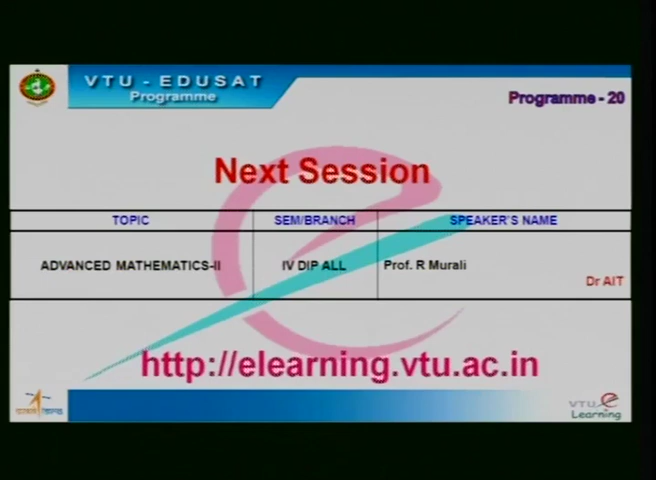 VTU - EDUSAT
Programme
Programme - 20
Next Session
TOPIC SEM/BRANCH SPEAKER'S NAME
ADVANCED MATHEMATICS-II IV DIP ALL Prof. R Murali
Dr AIT
http://elearning.vtu.ac.in
VTU e
Learning